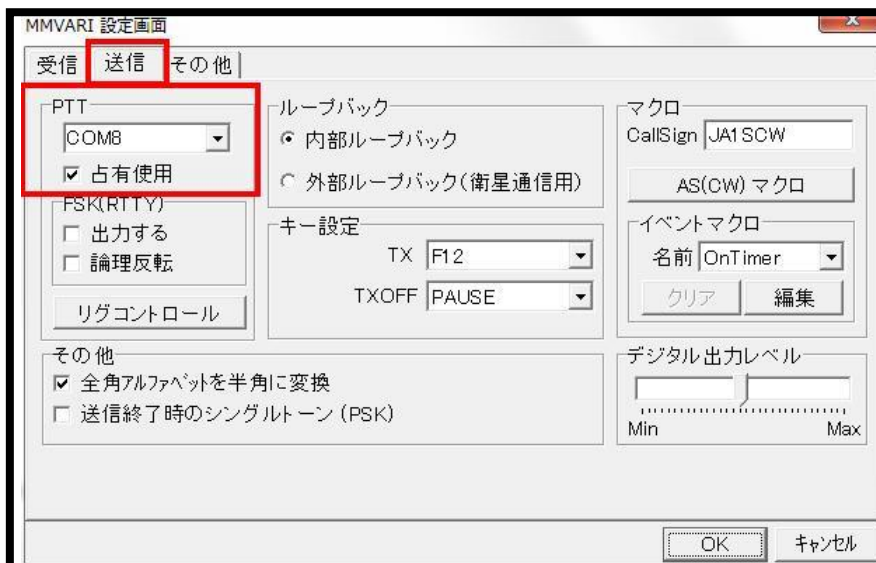 MMVARI 設定画面
受信 送信 その他
PTT
COM8
占有使用
FSK(RTTY)
出力する
論理反転
リグコントロール
ループバック
内部ループバック
外部ループバック(衛星通信用)
キー設定
TX F12
TXOFF PAUSE
マクロ
CallSign JA1SCW
AS(CW) マクロ
イベントマクロ
名前 OnTimer
クリア 編集
その他
全角アルファベットを半角に変換
送信終了時のシングルトーン (PSK)
デジタル出力レベル
Min Max
OK キャンセル